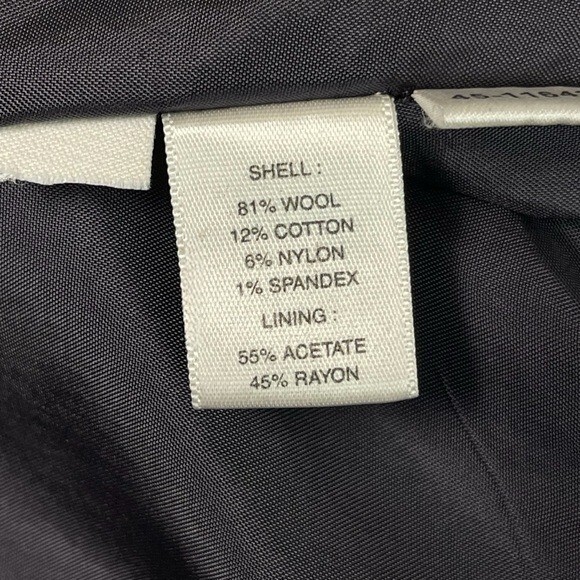 SHELL :
81% WOOL
12% COTTON
6% NYLON
1% SPANDEX
LINING :
55% ACETATE
45% RAYON